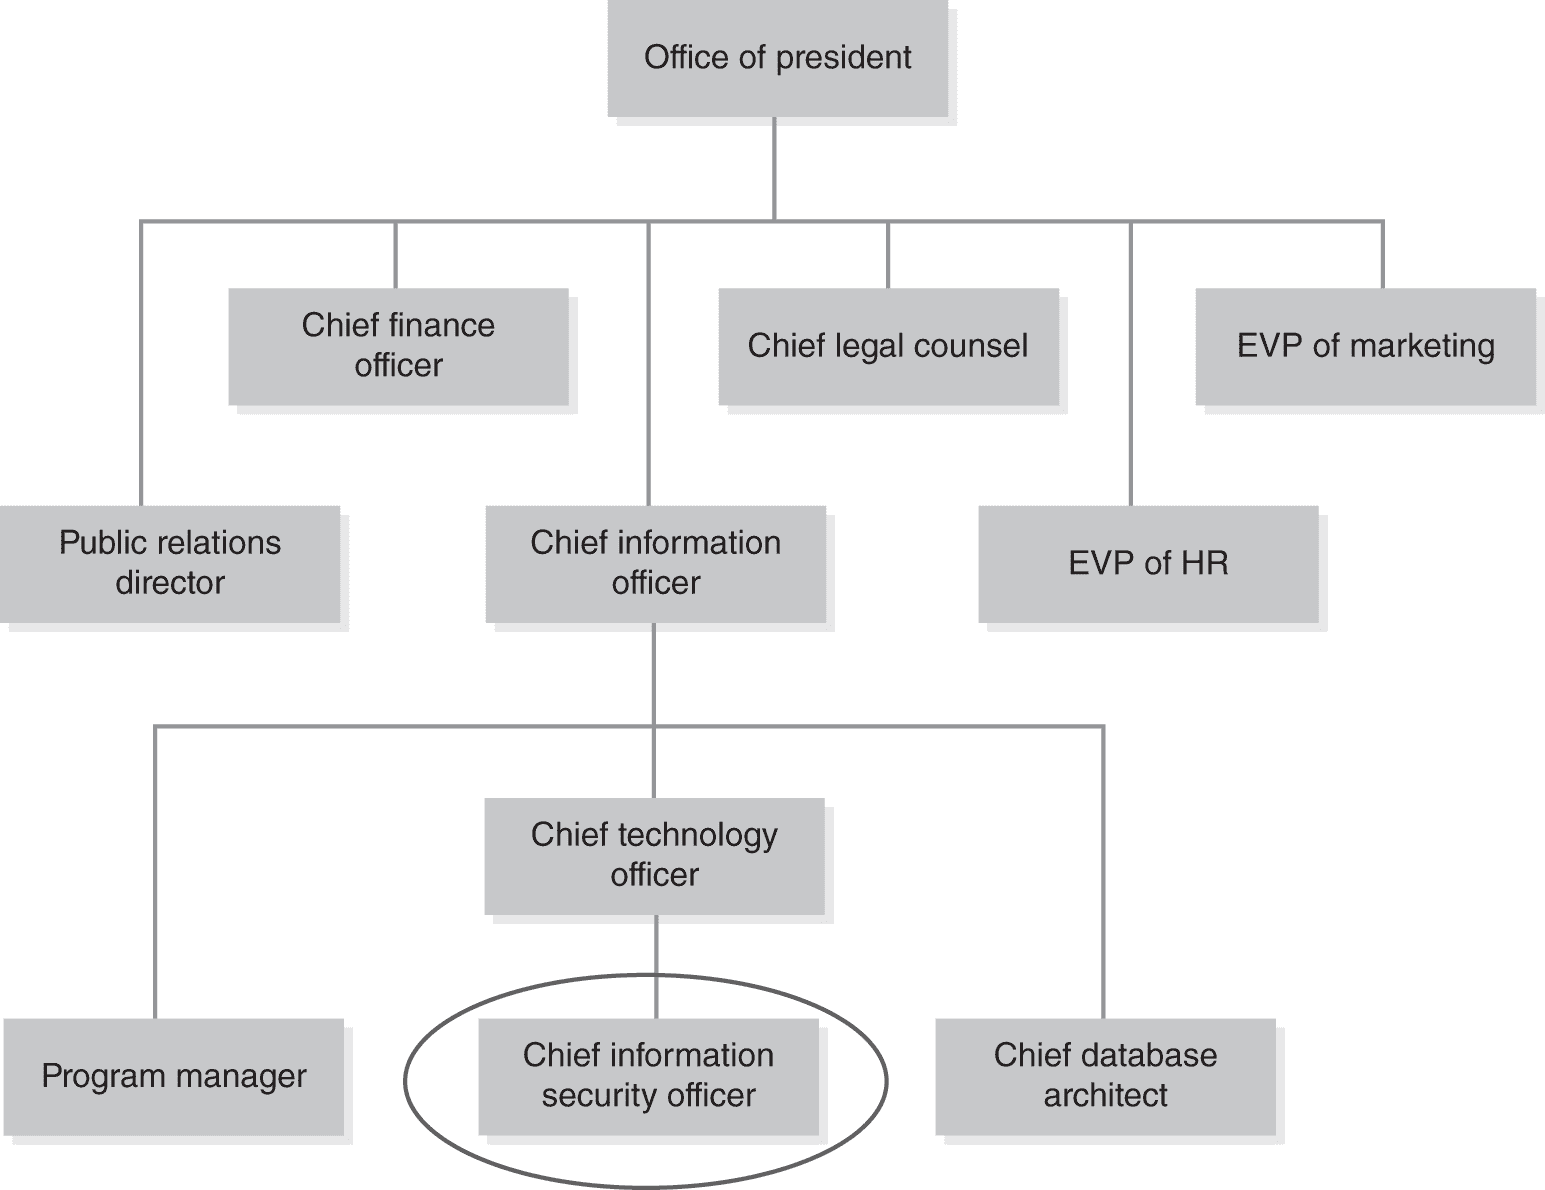 Office of president
Chief finance
officer
Chief legal counsel
EVP of marketing
Public relations
director
Chief information
officer
EVP of HR
Chief technology
officer
Program manager
Chief information
security officer
Chief database
architect